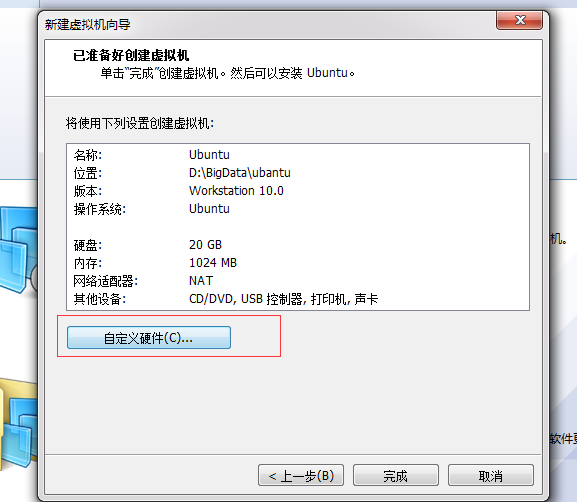 新建虚拟机向导
已准备好创建虚拟机
单击“完成”创建虚拟机。然后可以安装 Ubuntu。
将使用下列设置创建虚拟机:
名称: Ubuntu
位置: D:\BigData\ubantu
版本: Workstation 10.0
操作系统: Ubuntu
机。
硬盘: 20 GB
内存: 1024 MB
网络适配器: NAT
其他设备: CD/DVD, USB 控制器, 打印机, 声卡
自定义硬件(C)...
软件更
< 上一步(B) 完成 取消